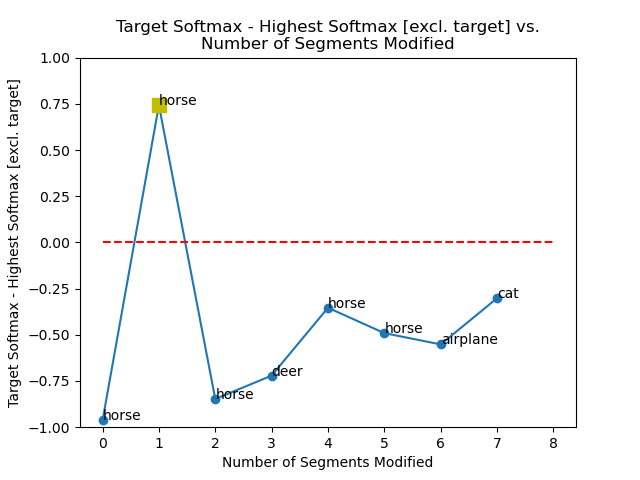 Target Softmax - Highest Softmax [excl. target] vs.
Number of Segments Modified
Target Softmax - Highest Softmax [excl. target]
1.00
0.75
0.50
0.25
0.00
−0.25
−0.50
−0.75
−1.00
horse
horse
horse
deer
horse
horse
airplane
cat
0 1 2 3 4 5 6 7 8
Number of Segments Modified